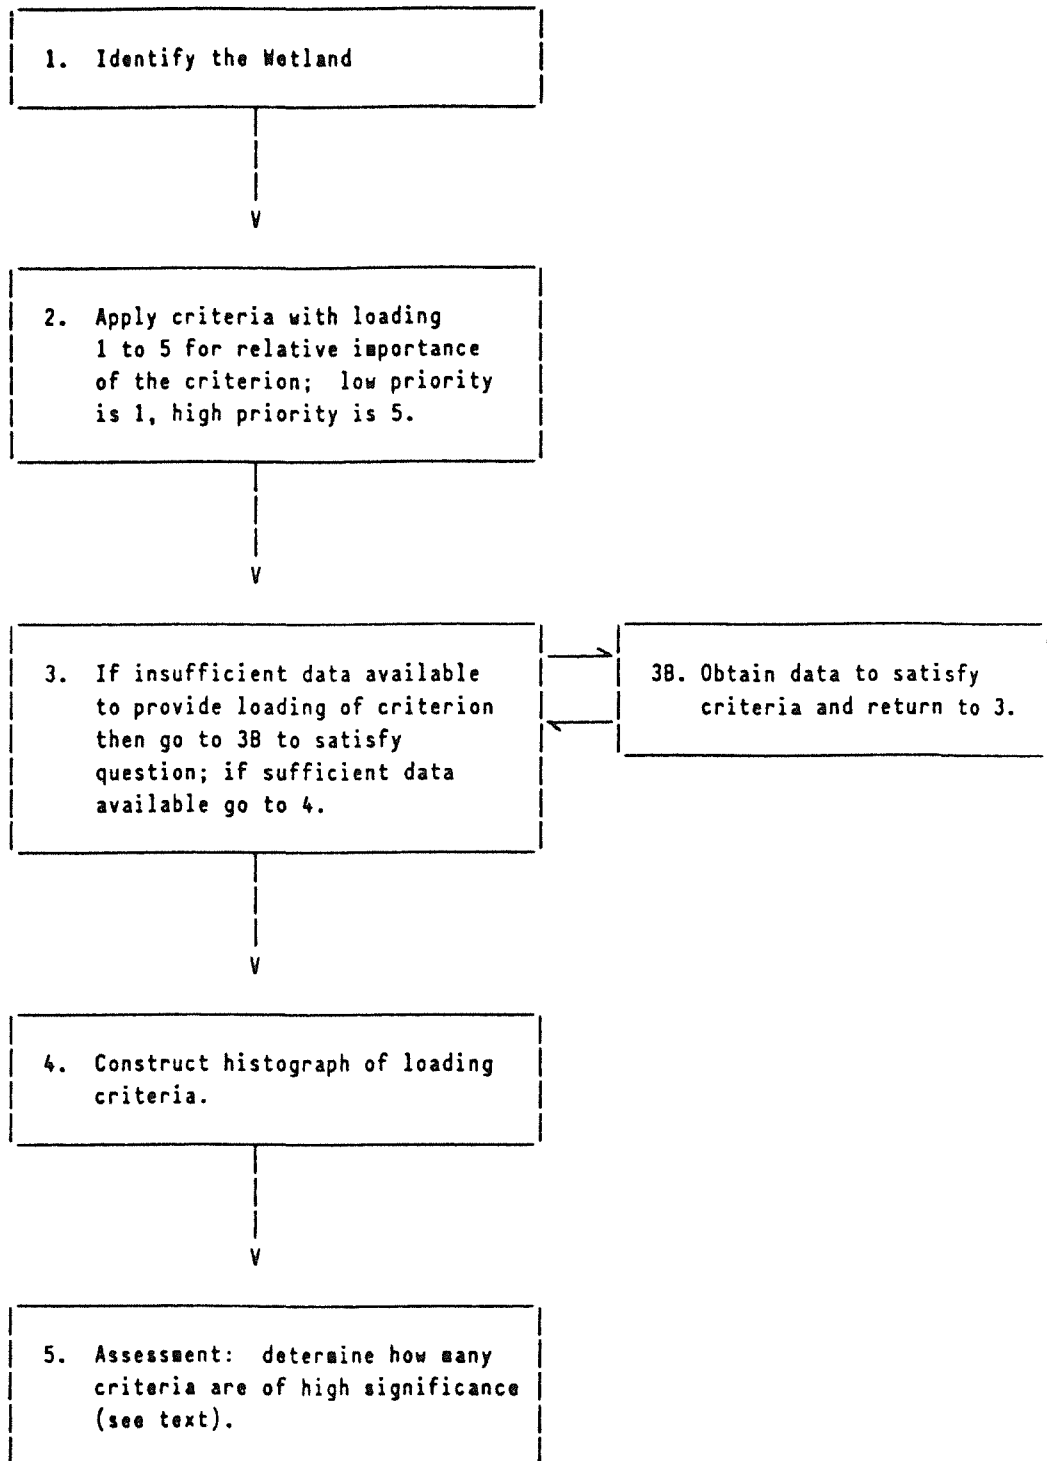 1. Identify the Wetland
2. Apply criteria with loading
1 to 5 for relative importance
of the criterion; low priority
is 1, high priority is 5.
3. If insufficient data available
to provide loading of criterion
then go to 3B to satisfy
question; if sufficient data
available go to 4.
3B. Obtain data to satisfy
criteria and return to 3.
4. Construct histograph of loading
criteria.
5. Assessment: determine how many
criteria are of high significance
(see text).